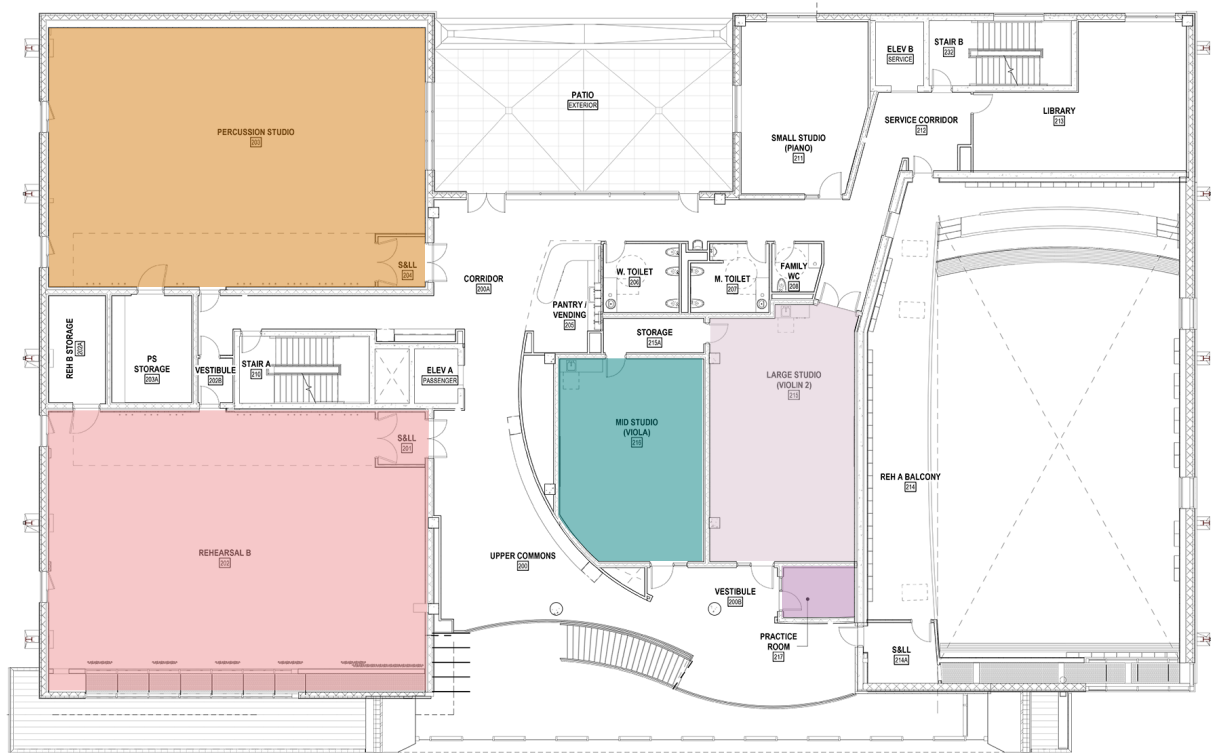 ELEV B
SERVICE
STAIR B
232
PATIO
EXTERIOR
LIBRARY
213
SERVICE CORRIDOR
212
PERCUSSION STUDIO
203
SMALL STUDIO
(PIANO)
211
S&LL
204
CORRIDOR
200A
W. TOILET
206
M. TOILET
207
FAMILY
WC
208
PANTRY /
VENDING
205
STORAGE
215A
REH B STORAGE
202A
PS
STORAGE
203A
VESTIBULE
202B
STAIR A
210
ELEV A
PASSENGER
LARGE STUDIO
(VIOLIN 2)
215
MID STUDIO
(VIOLA)
216
S&LL
201
REH A BALCONY
214
REHEARSAL B
202
UPPER COMMONS
200
VESTIBULE
200B
PRACTICE
ROOM
217
S&LL
214A